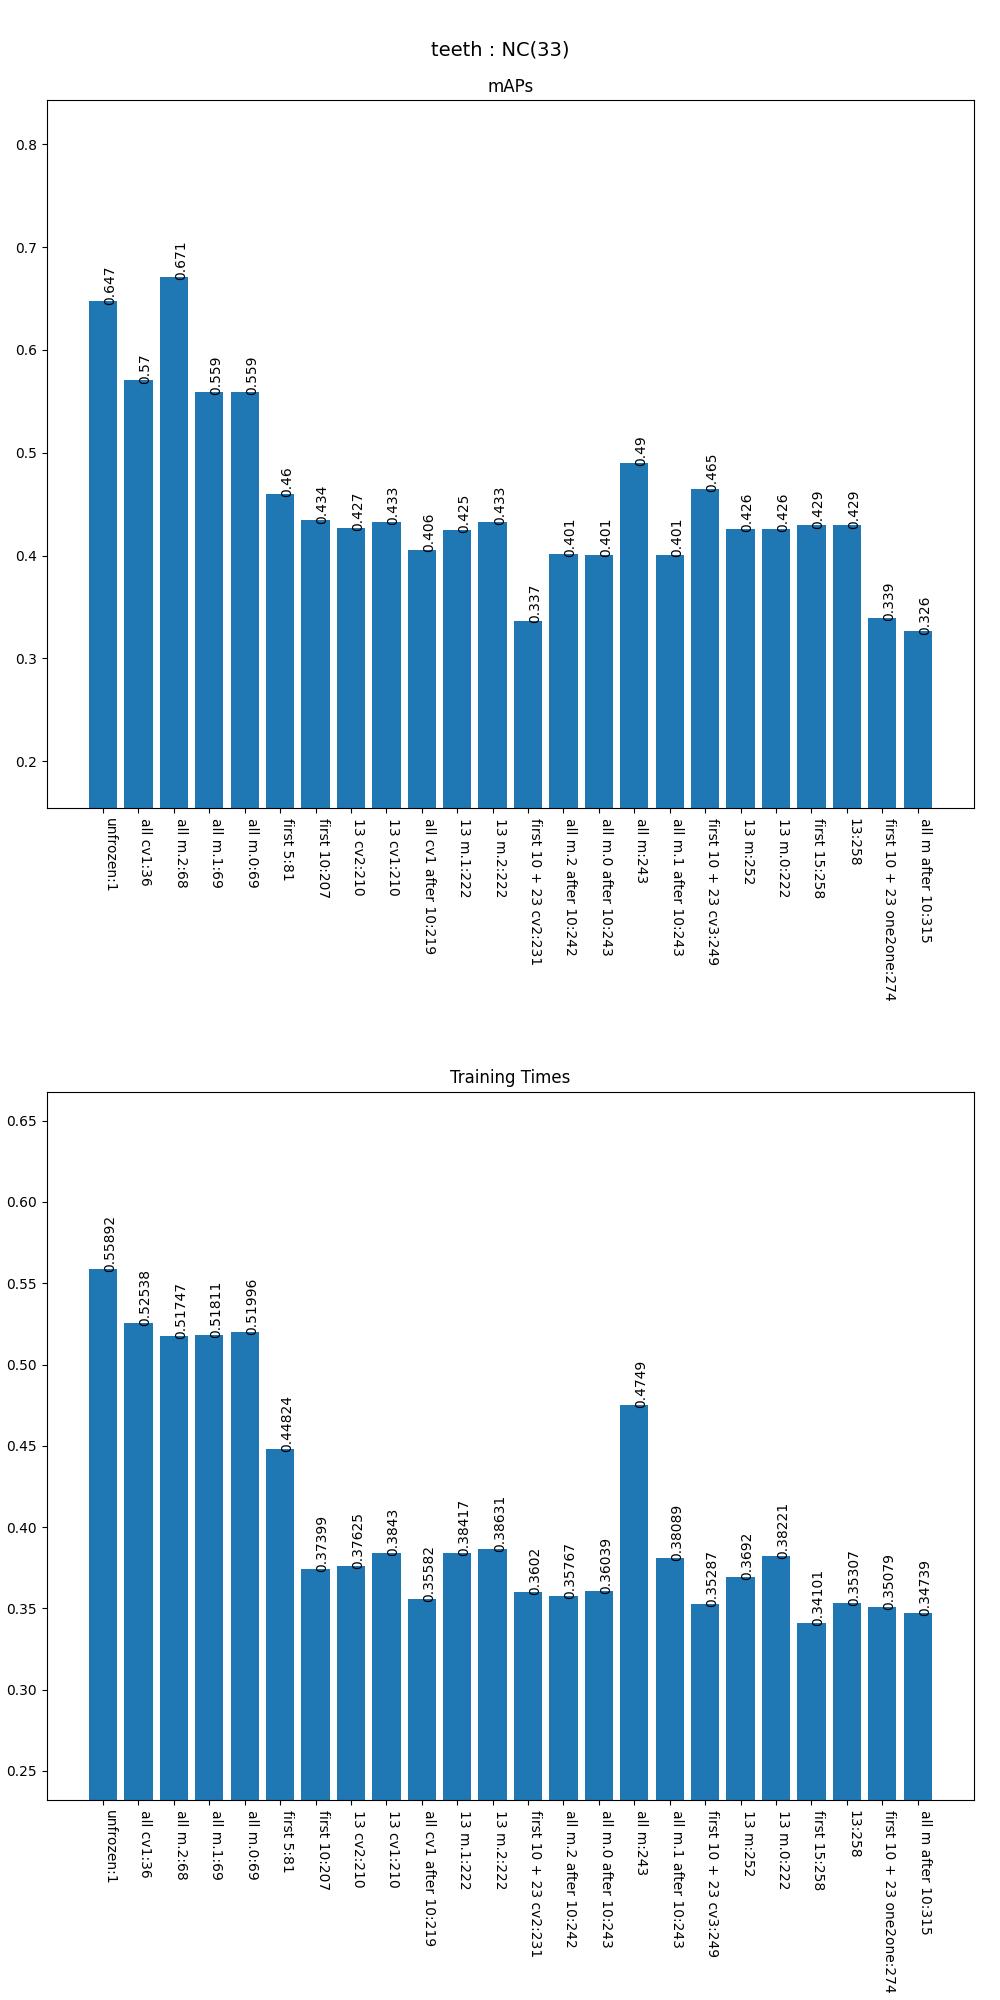 teeth : NC(33)
mAPs
0.8
0.7
0.6
0.5
0.4
0.3
0.2
0.647
0.57
0.671
0.559
0.559
0.46
0.434
0.427
0.433
0.406
0.425
0.433
0.337
0.401
0.401
0.49
0.401
0.465
0.426
0.426
0.429
0.429
0.339
0.326
unfrozen:1
all cv1:36
all m.2:68
all m.1:69
all m.0:69
first 5:81
first 10:207
13 cv2:210
13 cv1:210
all cv1 after 10:219
13 m.1:222
13 m.2:222
first 10 + 23 cv2:231
all m.2 after 10:242
all m.0 after 10:243
all m:243
all m.1 after 10:243
first 10 + 23 cv3:249
13 m:252
13 m.0:222
first 15:258
13:258
first 10 + 23 one2one:274
all m after 10:315
Training Times
0.65
0.60
0.55
0.50
0.45
0.40
0.35
0.30
0.25
0.55892
0.52538
0.51747
0.51811
0.51996
0.44824
0.37399
0.37625
0.3843
0.35582
0.38417
0.38631
0.3602
0.35767
0.36039
0.4749
0.38089
0.35287
0.3692
0.38221
0.34101
0.35307
0.35079
0.34739
unfrozen:1
all cv1:36
all m.2:68
all m.1:69
all m.0:69
first 5:81
first 10:207
13 cv2:210
13 cv1:210
all cv1 after 10:219
13 m.1:222
13 m.2:222
first 10 + 23 cv2:231
all m.2 after 10:242
all m.0 after 10:243
all m:243
all m.1 after 10:243
first 10 + 23 cv3:249
13 m:252
13 m.0:222
first 15:258
13:258
first 10 + 23 one2one:274
all m after 10:315